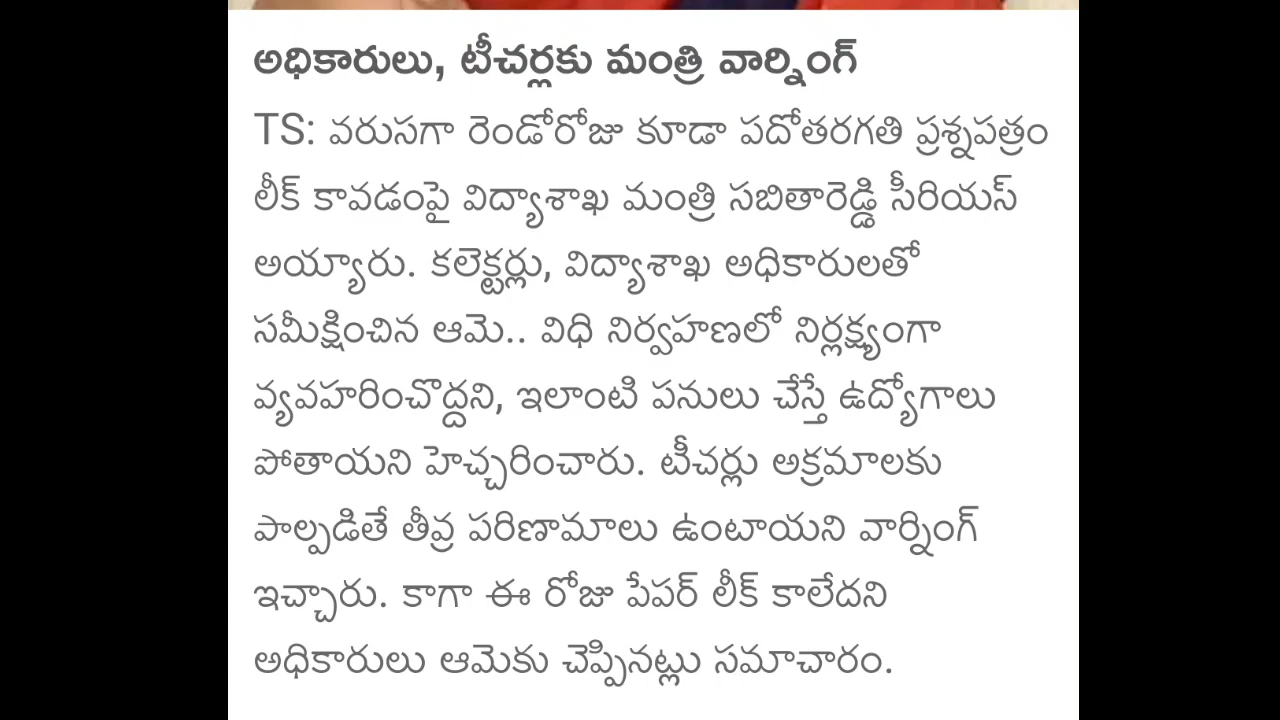 అధికారులు, టీచర్లకు మంత్రి వార్నింగ్
TS: వరుసగా రెండోరోజు కూడా పదోతరగతి ప్రశ్నపత్రం
లీక్ కావడంపై విద్యాశాఖ మంత్రి సబితారెడ్డి సీరియస్
అయ్యారు. కలెక్టర్లు, విద్యాశాఖ అధికారులతో
సమీక్షించిన ఆమె.. విధి నిర్వహణలో నిర్లక్ష్యంగా
వ్యవహరించొద్దని, ఇలాంటి పనులు చేస్తే ఉద్యోగాలు
పోతాయని హెచ్చరించారు. టీచర్లు అక్రమాలకు
పాల్పడితే తీవ్ర పరిణామాలు ఉంటాయని వార్నింగ్
ఇచ్చారు. కాగా ఈ రోజు పేపర్ లీక్ కాలేదని
అధికారులు ఆమెకు చెప్పినట్లు సమాచారం.